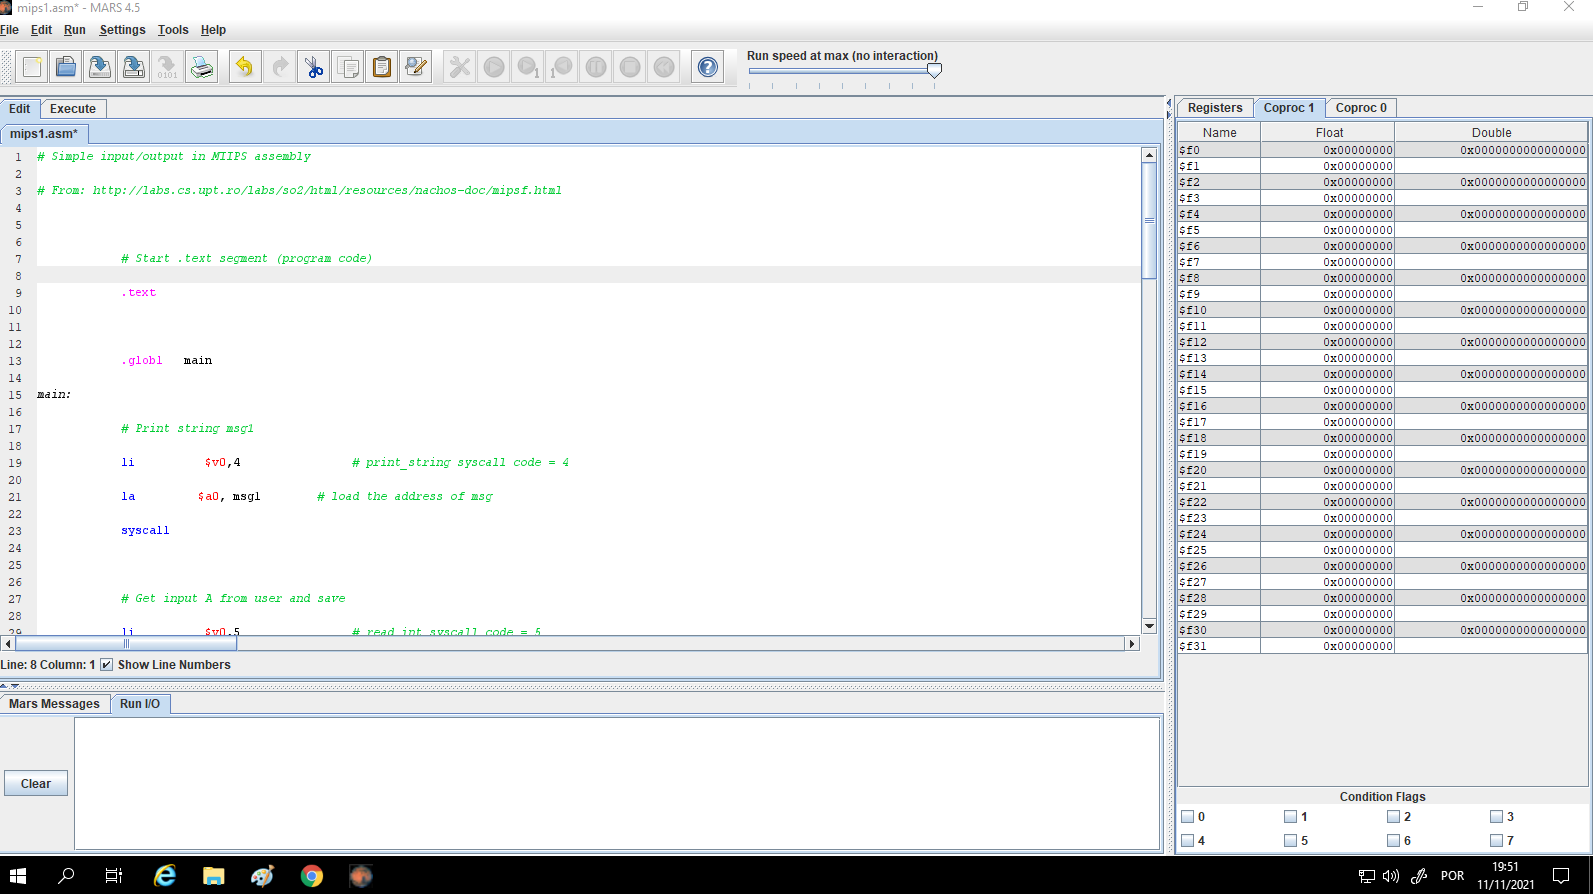 mips1.asm* - MARS 4.5
File Edit Run Settings Tools Help
Run speed at max (no interaction)
Edit Execute
mips1.asm*
1 # Simple input/output in MIIPS assembly
2
3 # From: http://labs.cs.upt.ro/labs/so2/html/resources/nachos-doc/mipsf.html
4
5
6
7 # Start .text segment (program code)
8
9 .text
10
11
12
13 .globl main
14
15 main:
16
17 # Print string msg1
18
19 li $v0,4 # print_string syscall code = 4
20
21 la $a0, msg1 # load the address of msg
22
23 syscall
24
25
26
27 # Get input A from user and save
28
29 li $v0,5 # read_int syscall code = 5
Line: 8 Column: 1 Show Line Numbers
Mars Messages Run I/O
Clear
Registers Coproc 1 Coproc 0
Name Float Double
$f0 0x00000000 0x0000000000000000
$f1 0x00000000
$f2 0x00000000 0x0000000000000000
$f3 0x00000000
$f4 0x00000000 0x0000000000000000
$f5 0x00000000
$f6 0x00000000 0x0000000000000000
$f7 0x00000000
$f8 0x00000000 0x0000000000000000
$f9 0x00000000
$f10 0x00000000 0x0000000000000000
$f11 0x00000000
$f12 0x00000000 0x0000000000000000
$f13 0x00000000
$f14 0x00000000 0x0000000000000000
$f15 0x00000000
$f16 0x00000000 0x0000000000000000
$f17 0x00000000
$f18 0x00000000 0x0000000000000000
$f19 0x00000000
$f20 0x00000000 0x0000000000000000
$f21 0x00000000
$f22 0x00000000 0x0000000000000000
$f23 0x00000000
$f24 0x00000000 0x0000000000000000
$f25 0x00000000
$f26 0x00000000 0x0000000000000000
$f27 0x00000000
$f28 0x00000000 0x0000000000000000
$f29 0x00000000
$f30 0x00000000 0x0000000000000000
$f31 0x00000000
Condition Flags
0 1 2 3
4 5 6 7
POR
19:51
11/11/2021